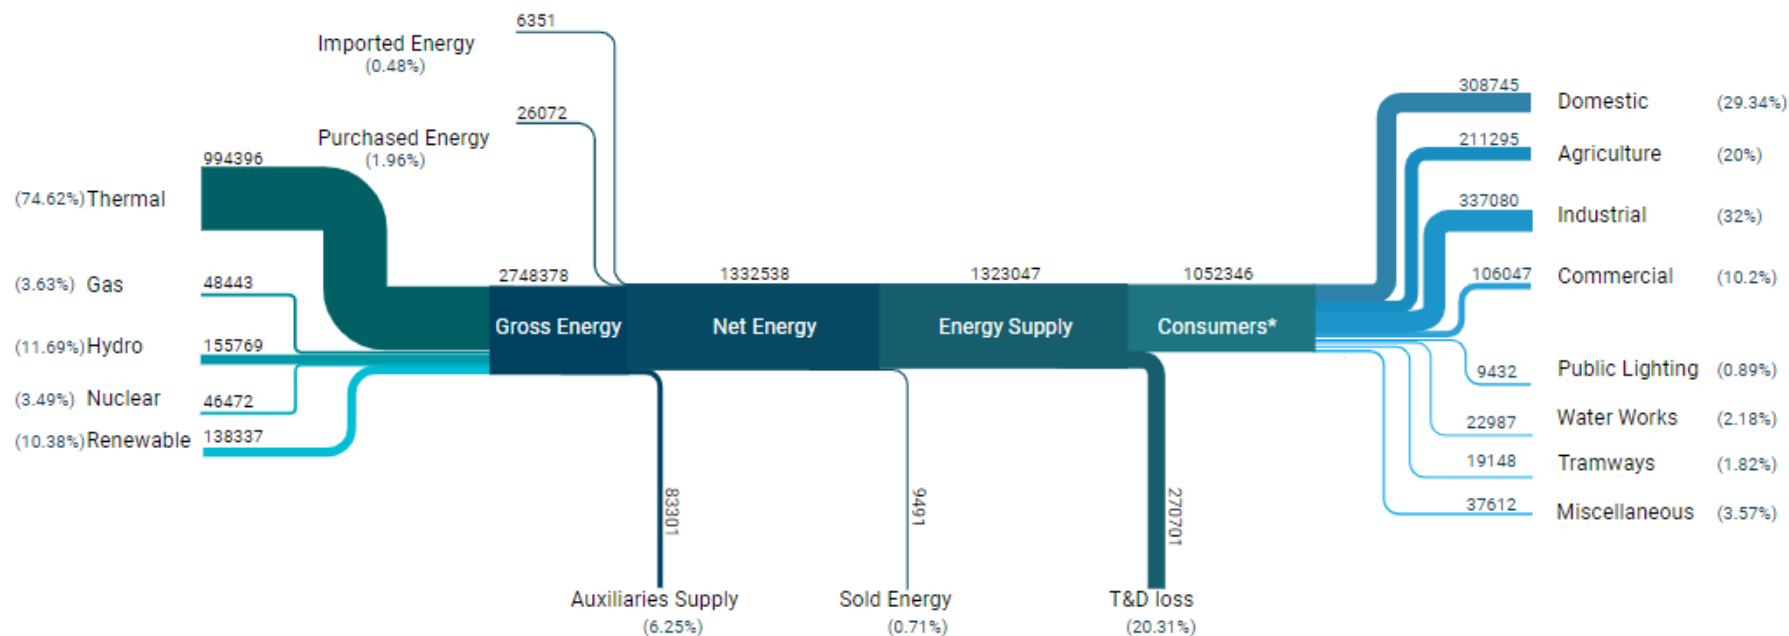 6351
Imported Energy
(0.48%)
26072
Purchased Energy
(1.96%)
994396
(74.62%) Thermal
(3.63%) Gas
48443
(11.69%) Hydro
155769
(3.49%) Nuclear
46472
(10.38%) Renewable
138337
2748378
Gross Energy
1332538
Net Energy
1323047
Energy Supply
1052346
Consumers*
83301
Auxiliaries Supply
(6.25%)
9491
Sold Energy
(0.71%)
270701
T&D loss
(20.31%)
308745
Domestic (29.34%)
211295
Agriculture (20%)
337080
Industrial (32%)
106047
Commercial (10.2%)
9432
Public Lighting (0.89%)
22987
Water Works (2.18%)
19148
Tramways (1.82%)
37612
Miscellaneous (3.57%)